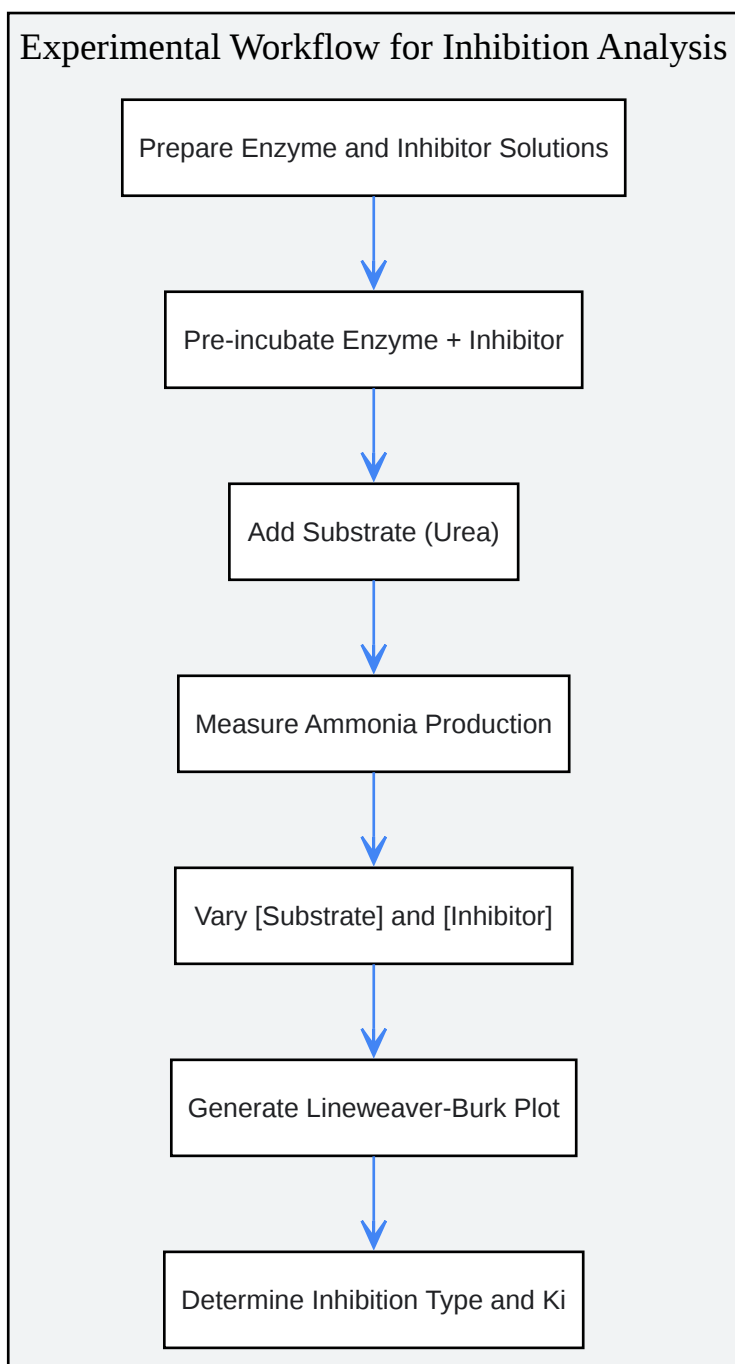 Experimental Workflow for Inhibition Analysis
Prepare Enzyme and Inhibitor Solutions
Pre-incubate Enzyme + Inhibitor
Add Substrate (Urea)
Measure Ammonia Production
Vary [Substrate] and [Inhibitor]
Generate Lineweaver-Burk Plot
Determine Inhibition Type and Ki